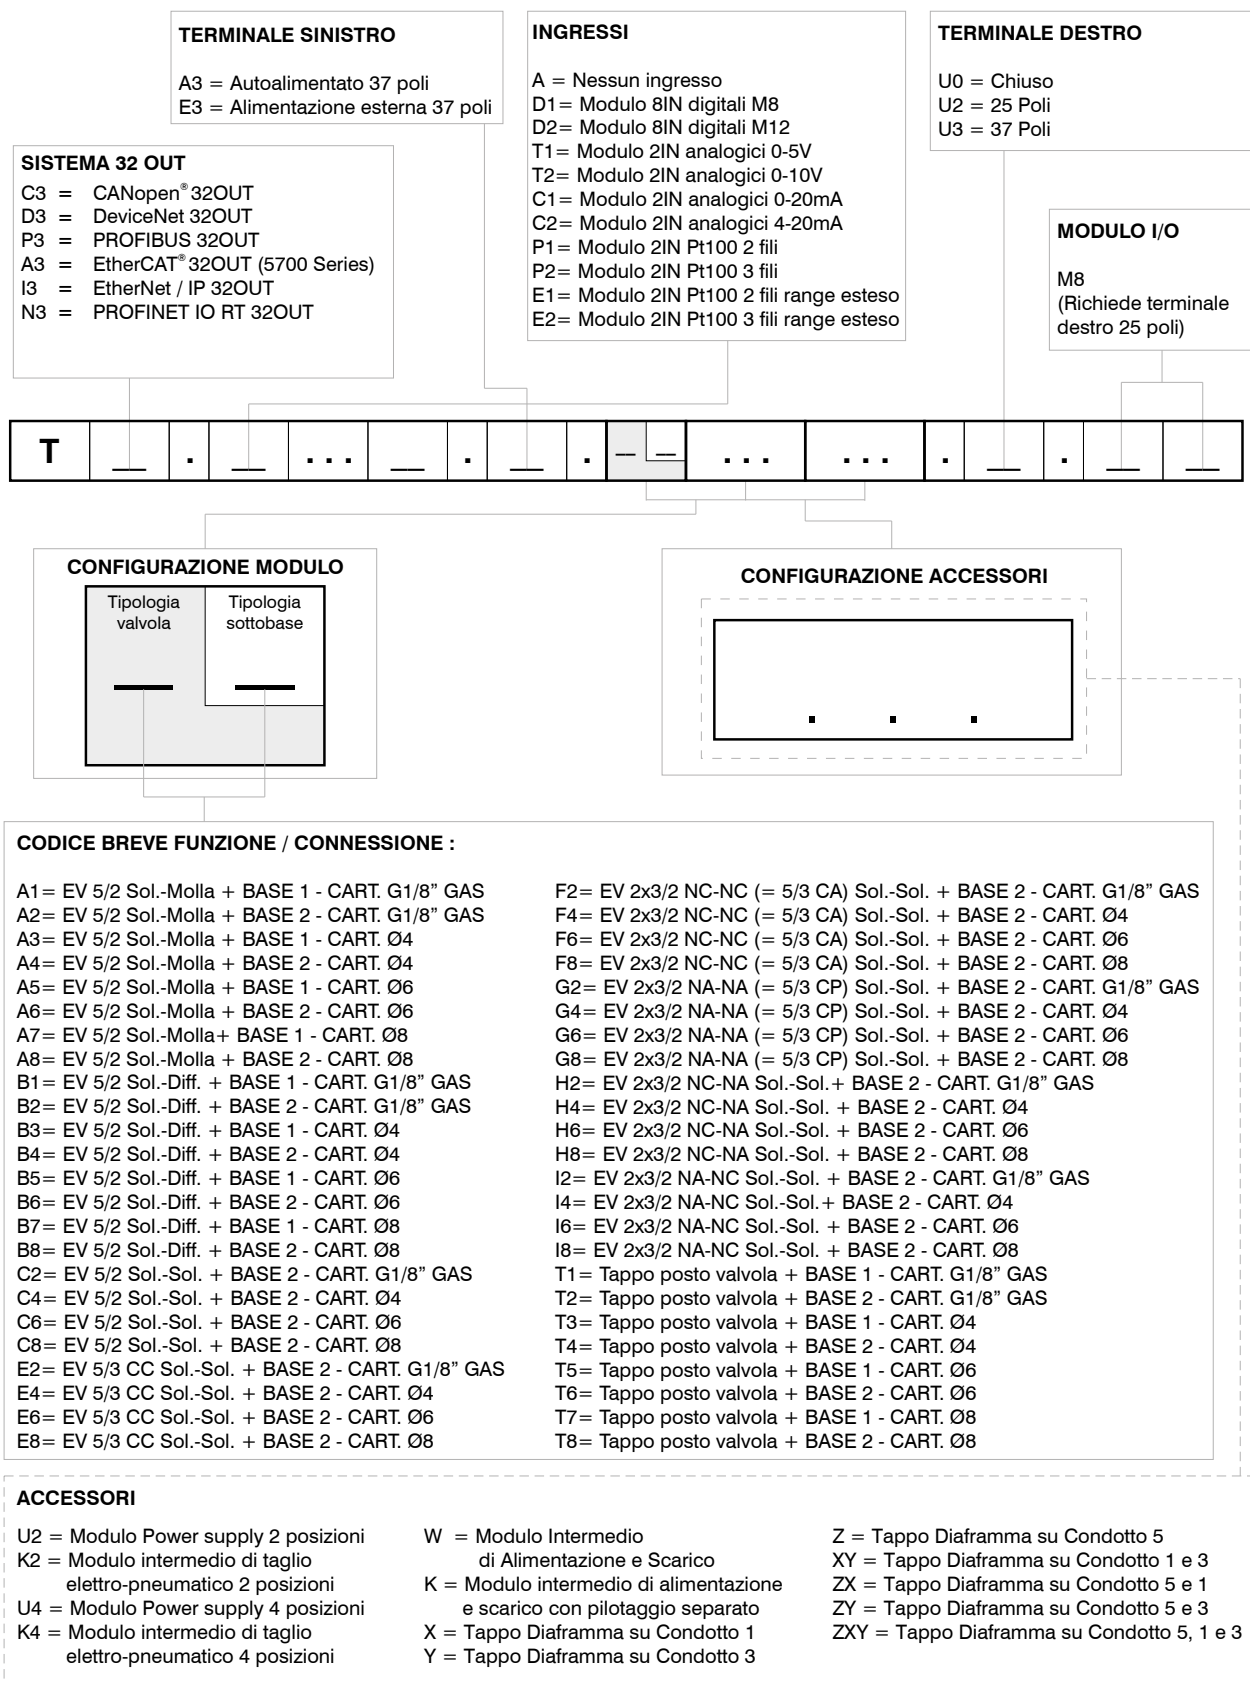 TERMINALE SINISTRO
A3 = Autoalimentato 37 poli
E3 = Alimentazione esterna 37 poli
INGRESSI
A = Nessun ingresso
D1= Modulo 8IN digitali M8
D2= Modulo 8IN digitali M12
T1= Modulo 2IN analogici 0-5V
T2= Modulo 2IN analogici 0-10V
C1= Modulo 2IN analogici 0-20mA
C2= Modulo 2IN analogici 4-20mA
P1= Modulo 2IN Pt100 2 fili
P2= Modulo 2IN Pt100 3 fili
E1= Modulo 2IN Pt100 2 fili range esteso
E2= Modulo 2IN Pt100 3 fili range esteso
TERMINALE DESTRO
U0 = Chiuso
U2 = 25 Poli
U3 = 37 Poli
SISTEMA 32 OUT
C3 = CANopen® 32OUT
D3 = DeviceNet 32OUT
P3 = PROFIBUS 32OUT
A3 = EtherCAT® 32OUT (5700 Series)
I3 = EtherNet / IP 32OUT
N3 = PROFINET IO RT 32OUT
MODULO I/O
M8
(Richiede terminale
destro 25 poli)
T __ . __ . . . __ . __ . __ __ . . . . . . . __ . __ __
CONFIGURAZIONE MODULO
Tipologia
valvola
Tipologia
sottobase
CONFIGURAZIONE ACCESSORI
. . .
CODICE BREVE FUNZIONE / CONNESSIONE :
A1= EV 5/2 Sol.-Molla + BASE 1 - CART. G1/8” GAS
A2= EV 5/2 Sol.-Molla + BASE 2 - CART. G1/8” GAS
A3= EV 5/2 Sol.-Molla + BASE 1 - CART. Ø4
A4= EV 5/2 Sol.-Molla + BASE 2 - CART. Ø4
A5= EV 5/2 Sol.-Molla + BASE 1 - CART. Ø6
A6= EV 5/2 Sol.-Molla + BASE 2 - CART. Ø6
A7= EV 5/2 Sol.-Molla+ BASE 1 - CART. Ø8
A8= EV 5/2 Sol.-Molla + BASE 2 - CART. Ø8
B1= EV 5/2 Sol.-Diff. + BASE 1 - CART. G1/8” GAS
B2= EV 5/2 Sol.-Diff. + BASE 2 - CART. G1/8” GAS
B3= EV 5/2 Sol.-Diff. + BASE 1 - CART. Ø4
B4= EV 5/2 Sol.-Diff. + BASE 2 - CART. Ø4
B5= EV 5/2 Sol.-Diff. + BASE 1 - CART. Ø6
B6= EV 5/2 Sol.-Diff. + BASE 2 - CART. Ø6
B7= EV 5/2 Sol.-Diff. + BASE 1 - CART. Ø8
B8= EV 5/2 Sol.-Diff. + BASE 2 - CART. Ø8
C2= EV 5/2 Sol.-Sol. + BASE 2 - CART. G1/8” GAS
C4= EV 5/2 Sol.-Sol. + BASE 2 - CART. Ø4
C6= EV 5/2 Sol.-Sol. + BASE 2 - CART. Ø6
C8= EV 5/2 Sol.-Sol. + BASE 2 - CART. Ø8
E2= EV 5/3 CC Sol.-Sol. + BASE 2 - CART. G1/8” GAS
E4= EV 5/3 CC Sol.-Sol. + BASE 2 - CART. Ø4
E6= EV 5/3 CC Sol.-Sol. + BASE 2 - CART. Ø6
E8= EV 5/3 CC Sol.-Sol. + BASE 2 - CART. Ø8
F2= EV 2x3/2 NC-NC (= 5/3 CA) Sol.-Sol. + BASE 2 - CART. G1/8” GAS
F4= EV 2x3/2 NC-NC (= 5/3 CA) Sol.-Sol. + BASE 2 - CART. Ø4
F6= EV 2x3/2 NC-NC (= 5/3 CA) Sol.-Sol. + BASE 2 - CART. Ø6
F8= EV 2x3/2 NC-NC (= 5/3 CA) Sol.-Sol. + BASE 2 - CART. Ø8
G2= EV 2x3/2 NA-NA (= 5/3 CP) Sol.-Sol. + BASE 2 - CART. G1/8” GAS
G4= EV 2x3/2 NA-NA (= 5/3 CP) Sol.-Sol. + BASE 2 - CART. Ø4
G6= EV 2x3/2 NA-NA (= 5/3 CP) Sol.-Sol. + BASE 2 - CART. Ø6
G8= EV 2x3/2 NA-NA (= 5/3 CP) Sol.-Sol. + BASE 2 - CART. Ø8
H2= EV 2x3/2 NC-NA Sol.-Sol.+ BASE 2 - CART. G1/8” GAS
H4= EV 2x3/2 NC-NA Sol.-Sol. + BASE 2 - CART. Ø4
H6= EV 2x3/2 NC-NA Sol.-Sol. + BASE 2 - CART. Ø6
H8= EV 2x3/2 NC-NA Sol.-Sol. + BASE 2 - CART. Ø8
I2= EV 2x3/2 NA-NC Sol.-Sol. + BASE 2 - CART. G1/8” GAS
I4= EV 2x3/2 NA-NC Sol.-Sol.+ BASE 2 - CART. Ø4
I6= EV 2x3/2 NA-NC Sol.-Sol. + BASE 2 - CART. Ø6
I8= EV 2x3/2 NA-NC Sol.-Sol. + BASE 2 - CART. Ø8
T1= Tappo posto valvola + BASE 1 - CART. G1/8” GAS
T2= Tappo posto valvola + BASE 2 - CART. G1/8” GAS
T3= Tappo posto valvola + BASE 1 - CART. Ø4
T4= Tappo posto valvola + BASE 2 - CART. Ø4
T5= Tappo posto valvola + BASE 1 - CART. Ø6
T6= Tappo posto valvola + BASE 2 - CART. Ø6
T7= Tappo posto valvola + BASE 1 - CART. Ø8
T8= Tappo posto valvola + BASE 2 - CART. Ø8
ACCESSORI
U2 = Modulo Power supply 2 posizioni
K2 = Modulo intermedio di taglio
elettro-pneumatico 2 posizioni
U4 = Modulo Power supply 4 posizioni
K4 = Modulo intermedio di taglio
elettro-pneumatico 4 posizioni
W = Modulo Intermedio
di Alimentazione e Scarico
K = Modulo intermedio di alimentazione
e scarico con pilotaggio separato
X = Tappo Diaframma su Condotto 1
Y = Tappo Diaframma su Condotto 3
Z = Tappo Diaframma su Condotto 5
XY = Tappo Diaframma su Condotto 1 e 3
ZX = Tappo Diaframma su Condotto 5 e 1
ZY = Tappo Diaframma su Condotto 5 e 3
ZXY = Tappo Diaframma su Condotto 5, 1 e 3